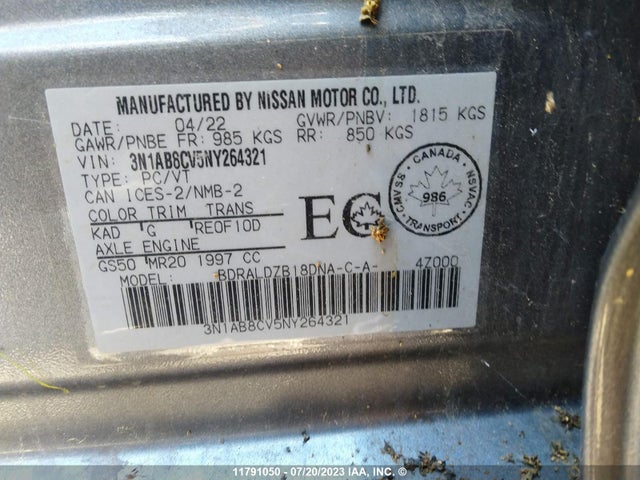 MANUFACTURED BY NISSAN MOTOR CO., LTD.
DATE: 04/22 GVWR/PNBV: 1815 KGS
GAWR/PNBE FR: 985 KGS RR: 850 KGS
VIN: 3N1AB8CV5NY264321
TYPE: PC/VT
CAN ICES-2/NMB-2
COLOR TRIM TRANS
KAD G RE0F10D
AXLE ENGINE
GS50 MR20 1997 CC
MODEL: BDRALDZB18DNA-C-A- 47000
EC
CANADA
CMVSS NSVAC
986
TRANSPORT
3N1AB8CV5NY264321
11791050 - 07/20/2023 IAA, Inc.